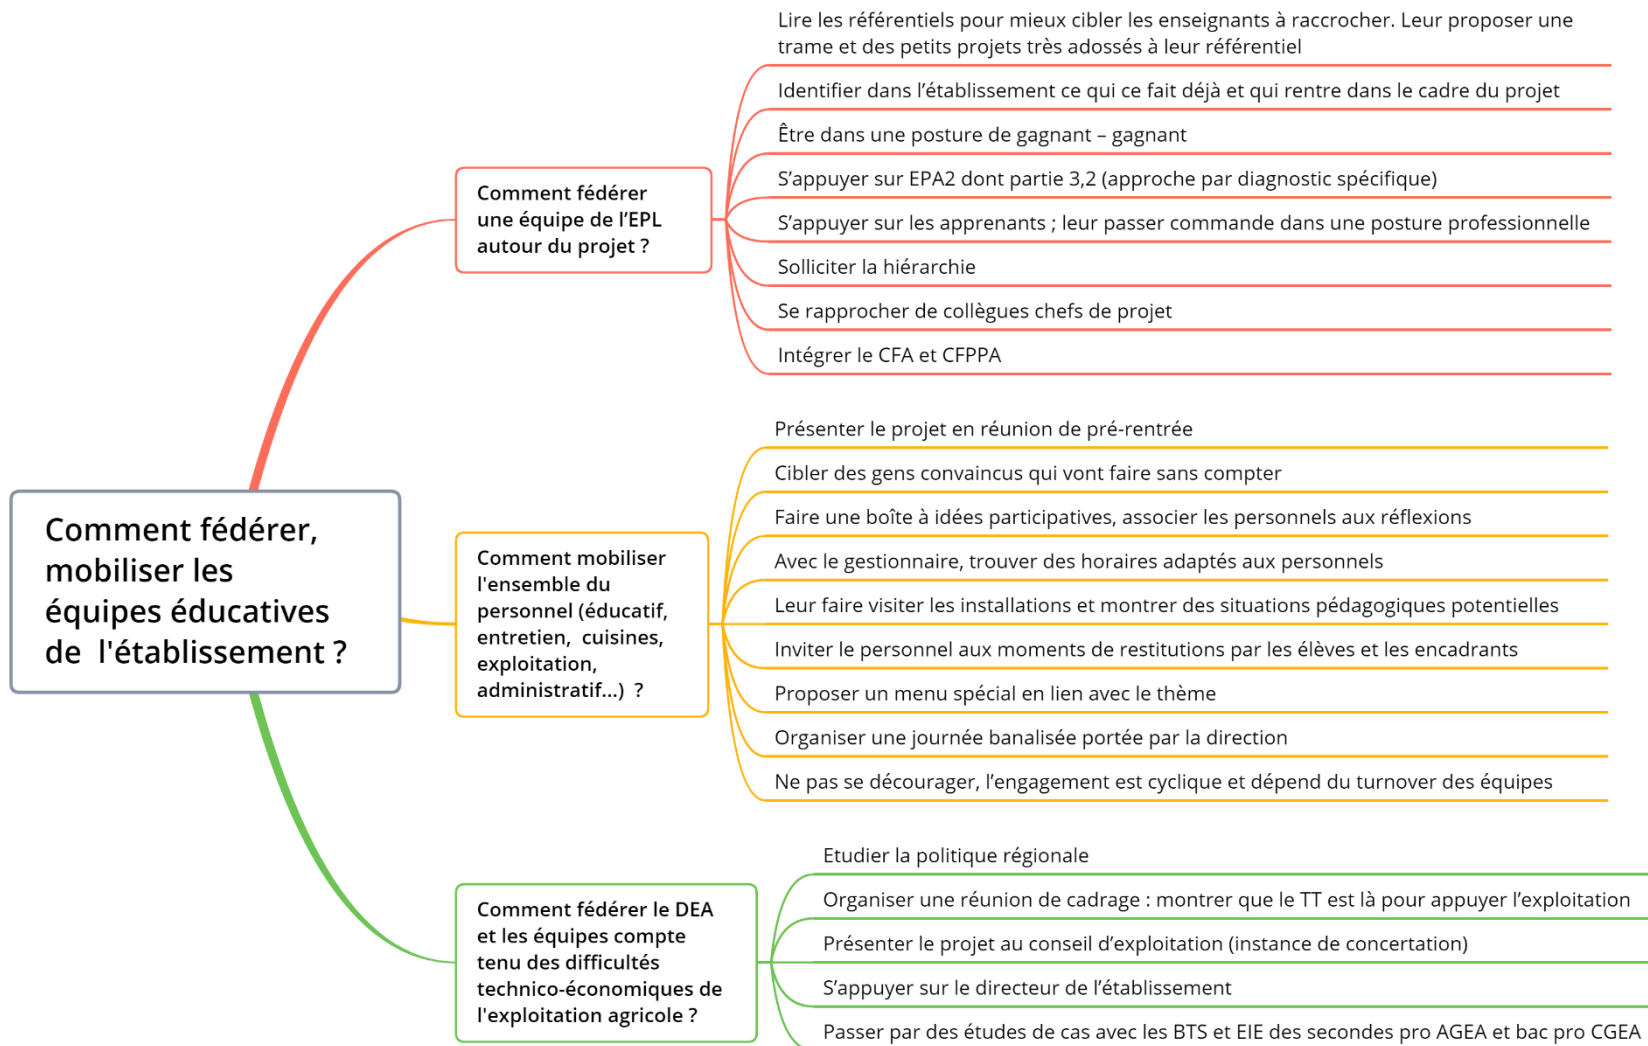 Comment fédérer,
mobiliser les
équipes éducatives
de l'établissement ?
Comment fédérer
une équipe de l’EPL
autour du projet ?
Lire les référentiels pour mieux cibler les enseignants à raccrocher. Leur proposer une
trame et des petits projets très adossés à leur référentiel
Identifier dans l’établissement ce qui ce fait déjà et qui rentre dans le cadre du projet
Être dans une posture de gagnant – gagnant
S’appuyer sur EPA2 dont partie 3,2 (approche par diagnostic spécifique)
S’appuyer sur les apprenants ; leur passer commande dans une posture professionnelle
Solliciter la hiérarchie
Se rapprocher de collègues chefs de projet
Intégrer le CFA et CFPPA
Comment mobiliser
l'ensemble du
personnel (éducatif,
entretien, cuisines,
exploitation,
administratif...) ?
Présenter le projet en réunion de pré-rentrée
Cibler des gens convaincus qui vont faire sans compter
Faire une boîte à idées participatives, associer les personnels aux réflexions
Avec le gestionnaire, trouver des horaires adaptés aux personnels
Leur faire visiter les installations et montrer des situations pédagogiques potentielles
Inviter le personnel aux moments de restitutions par les élèves et les encadrants
Proposer un menu spécial en lien avec le thème
Organiser une journée banalisée portée par la direction
Ne pas se décourager, l’engagement est cyclique et dépend du turnover des équipes
Comment fédérer le DEA
et les équipes compte
tenu des difficultés
technico-économiques de
l'exploitation agricole ?
Etudier la politique régionale
Organiser une réunion de cadrage : montrer que le TT est là pour appuyer l’exploitation
Présenter le projet au conseil d’exploitation (instance de concertation)
S’appuyer sur le directeur de l’établissement
Passer par des études de cas avec les BTS et EIE des secondes pro AGEA et bac pro CGEA